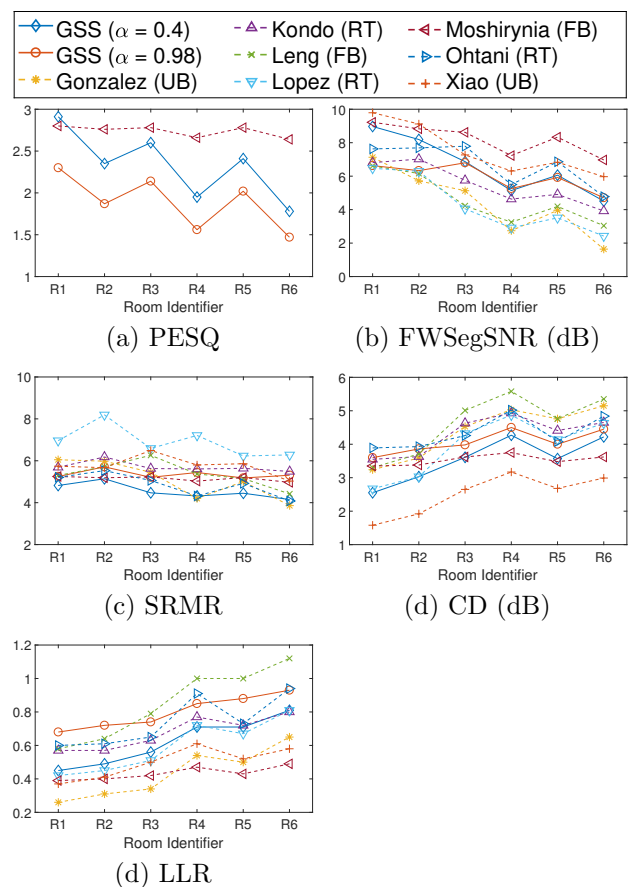 GSS (α = 0.4)
GSS (α = 0.98)
Gonzalez (UB)
Kondo (RT)
Leng (FB)
Lopez (RT)
Moshirynia (FB)
Ohtani (RT)
Xiao (UB)
3
2.5
2
1.5
1
R1 R2 R3 R4 R5 R6
Room Identifier
(a) PESQ
10
8
6
4
2
0
R1 R2 R3 R4 R5 R6
Room Identifier
(b) FWSegSNR (dB)
10
8
6
4
2
R1 R2 R3 R4 R5 R6
Room Identifier
(c) SRMR
6
5
4
3
2
1
R1 R2 R3 R4 R5 R6
Room Identifier
(d) CD (dB)
1.2
1
0.8
0.6
0.4
0.2
R1 R2 R3 R4 R5 R6
Room Identifier
(d) LLR